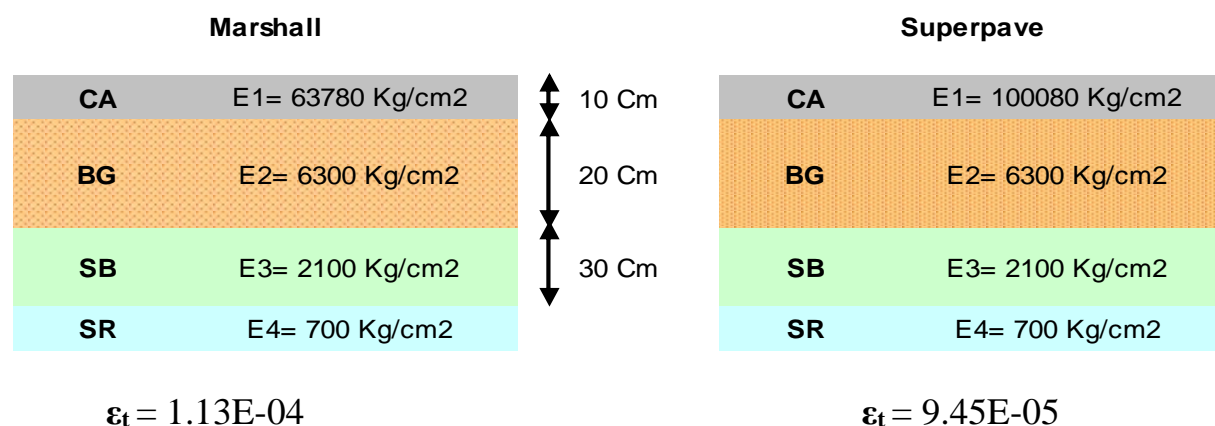 Marshall Superpave
CA E1= 63780 Kg/cm2 10 Cm CA E1= 100080 Kg/cm2
BG E2= 6300 Kg/cm2 20 Cm BG E2= 6300 Kg/cm2
SB E3= 2100 Kg/cm2 30 Cm SB E3= 2100 Kg/cm2
SR E4= 700 Kg/cm2 SR E4= 700 Kg/cm2
εt = 1.13E-04 εt = 9.45E-05